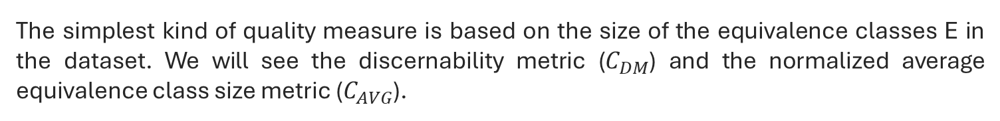 The simplest kind of quality measure is based on the size of the equivalence classes E in
the dataset. We will see the discernability metric (C_{DM}) and the normalized average
equivalence class size metric (C_{AVG}).